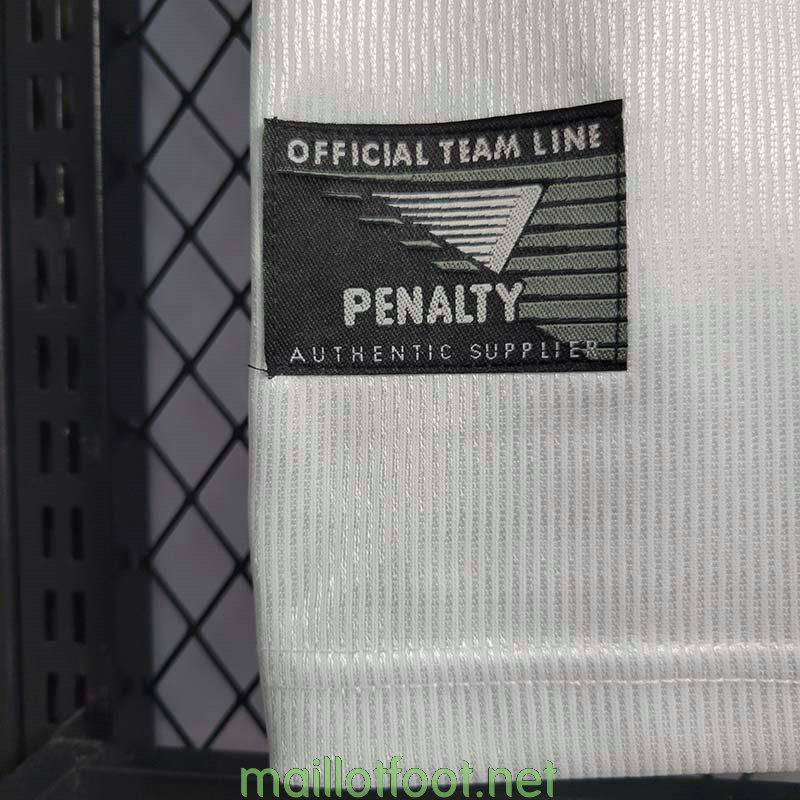 OFFICIAL TEAM LINE
PENALTY
AUTHENTIC SUPPLIER
maillotfoot.net